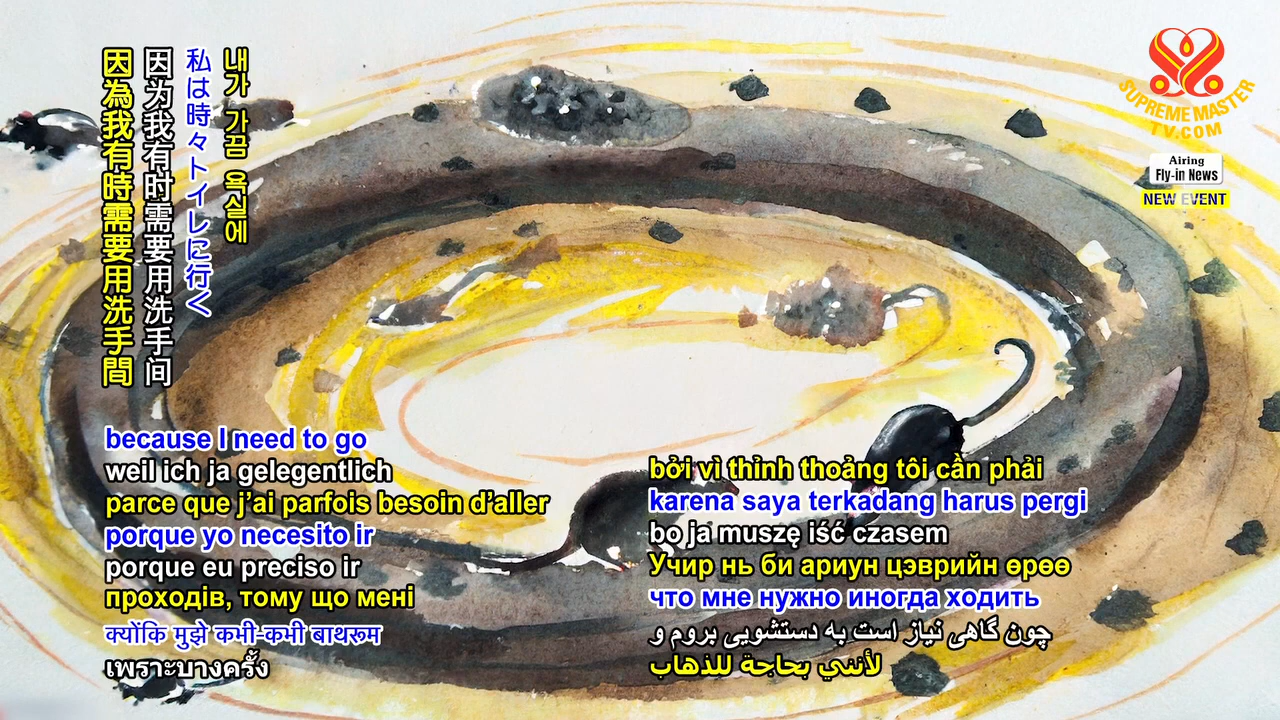 내가 가끔 욕실에
私は時々トイレに行く
因为我有时需要用洗手间
因為我有時需要用洗手間
SUPREME MASTER
TV.COM
Airing
Fly-in News
NEW EVENT
because I need to go
weil ich ja gelegentlich
parce que j’ai parfois besoin d’aller
porque yo necesito ir
porque eu preciso ir
проходів, тому що мені
क्योंकि मुझे कभी-कभी बाथरूम
เพราะบางครั้ง
bởi vì thỉnh thoảng tôi cần phải
karena saya terkadang harus pergi
bo ja muszę iść czasem
Учир нь би ариун цэврийн өрөө
что мне нужно иногда ходить
چون گاهی نیاز است به دستشویی بروم و
لأنني بحاجة للذهاب